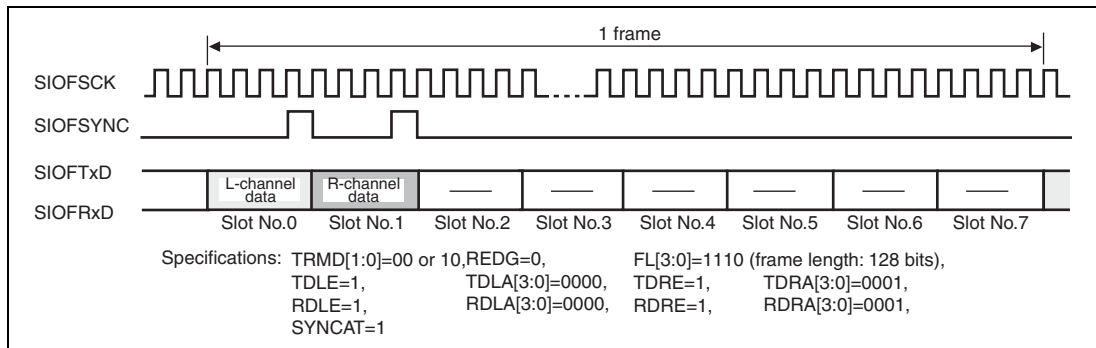 1 frame
SIOFSCK
SIOFSYNC
SIOFTxD
SIOFRxD
L-channel data
R-channel data
Slot No.0 Slot No.1 Slot No.2 Slot No.3 Slot No.4 Slot No.5 Slot No.6 Slot No.7
Specifications: TRMD[1:0]=00 or 10,REDG=0, FL[3:0]=1110 (frame length: 128 bits),
TDLE=1, TDLA[3:0]=0000, TDRE=1, TDRA[3:0]=0001,
RDLE=1, RDLA[3:0]=0000, RDRE=1, RDRA[3:0]=0001,
SYNCAT=1